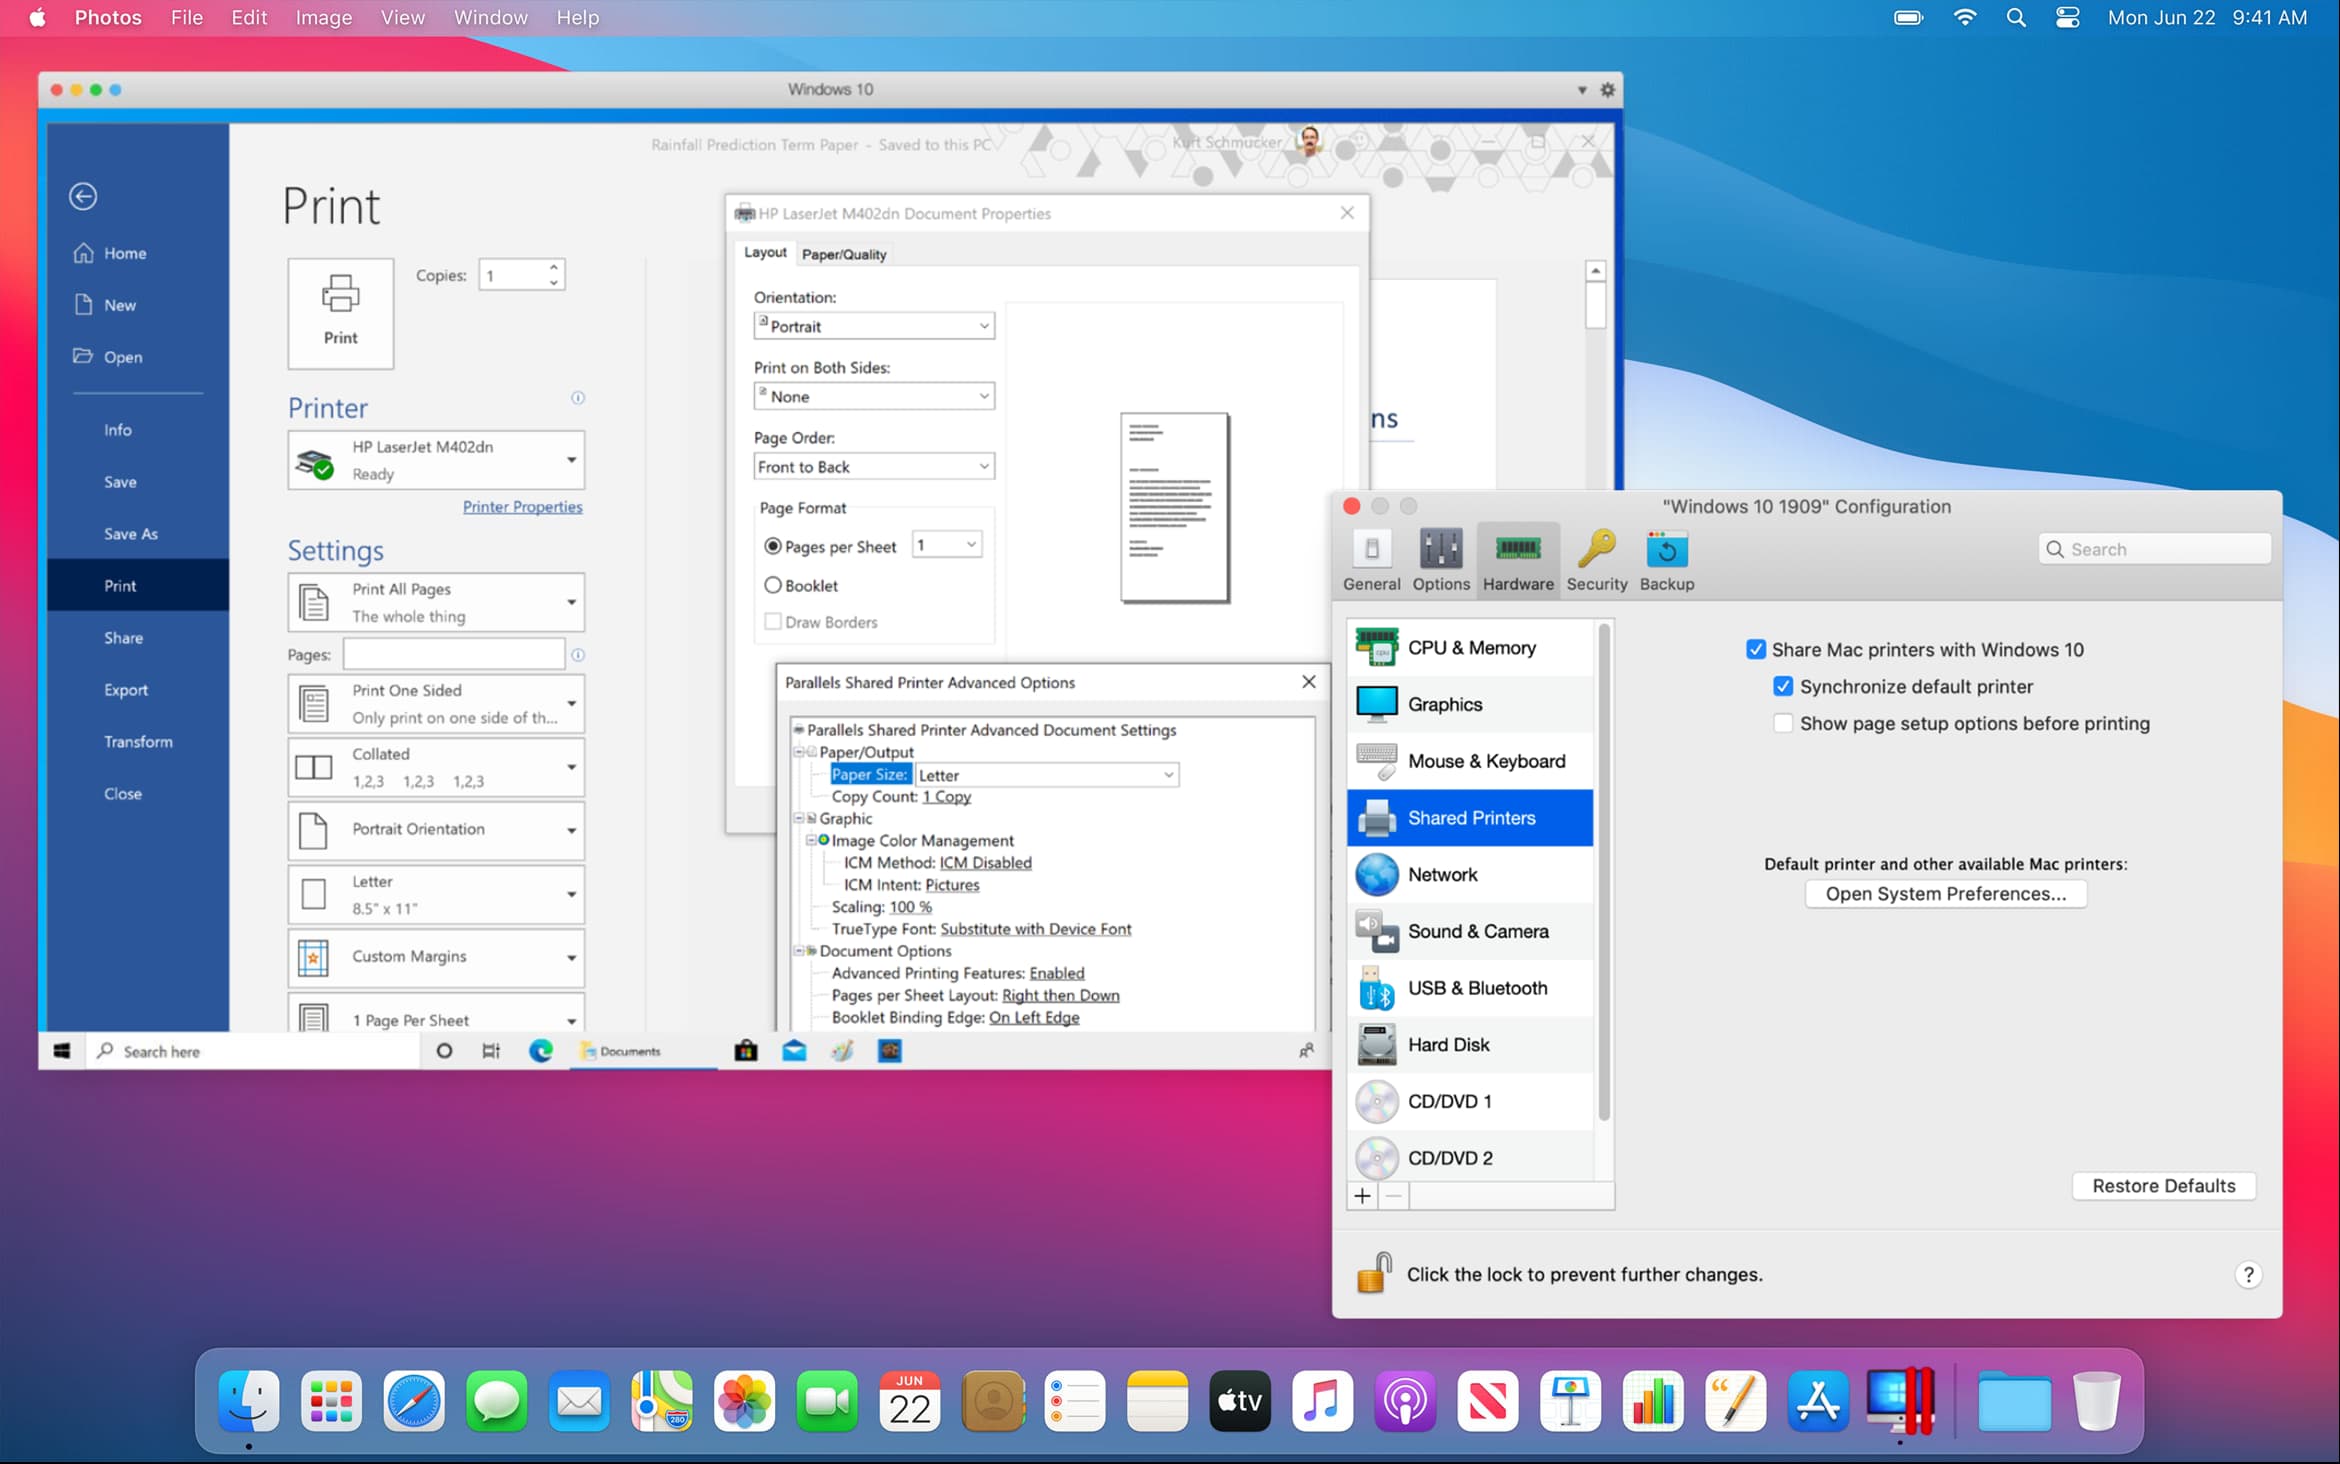 Photos File Edit Image View Window Help
Mon Jun 22 9:41 AM
Windows 10
Rainfall Prediction Term Paper - Saved to this PC
Kurt Schmucker
Home
New
Open
Info
Save
Save As
Print
Share
Export
Transform
Close
Print
Print
Copies: 1
Printer
HP LaserJet M402dn
Ready
Printer Properties
Settings
Print All Pages
The whole thing
Pages:
Print One Sided
Only print on one side of th...
Collated
1,2,3 1,2,3 1,2,3
Portrait Orientation
Letter
8.5" x 11"
Custom Margins
1 Page Per Sheet
HP LaserJet M402dn Document Properties
Layout Paper/Quality
Orientation:
Portrait
Print on Both Sides:
None
Page Order:
Front to Back
Page Format
Pages per Sheet 1
Booklet
Draw Borders
ns
Parallels Shared Printer Advanced Options
Parallels Shared Printer Advanced Document Settings
Paper/Output
Paper Size: Letter
Copy Count: 1 Copy
Graphic
Image Color Management
ICM Method: ICM Disabled
ICM Intent: Pictures
Scaling: 100 %
TrueType Font: Substitute with Device Font
Document Options
Advanced Printing Features: Enabled
Pages per Sheet Layout: Right then Down
Booklet Binding Edge: On Left Edge
Search here
Documents
"Windows 10 1909" Configuration
General Options Hardware Security Backup
Search
CPU & Memory
Graphics
Mouse & Keyboard
Shared Printers
Network
Sound & Camera
USB & Bluetooth
Hard Disk
CD/DVD 1
CD/DVD 2
Share Mac printers with Windows 10
Synchronize default printer
Show page setup options before printing
Default printer and other available Mac printers:
Open System Preferences...
Restore Defaults
Click the lock to prevent further changes.
?
280
JUN
22
tv